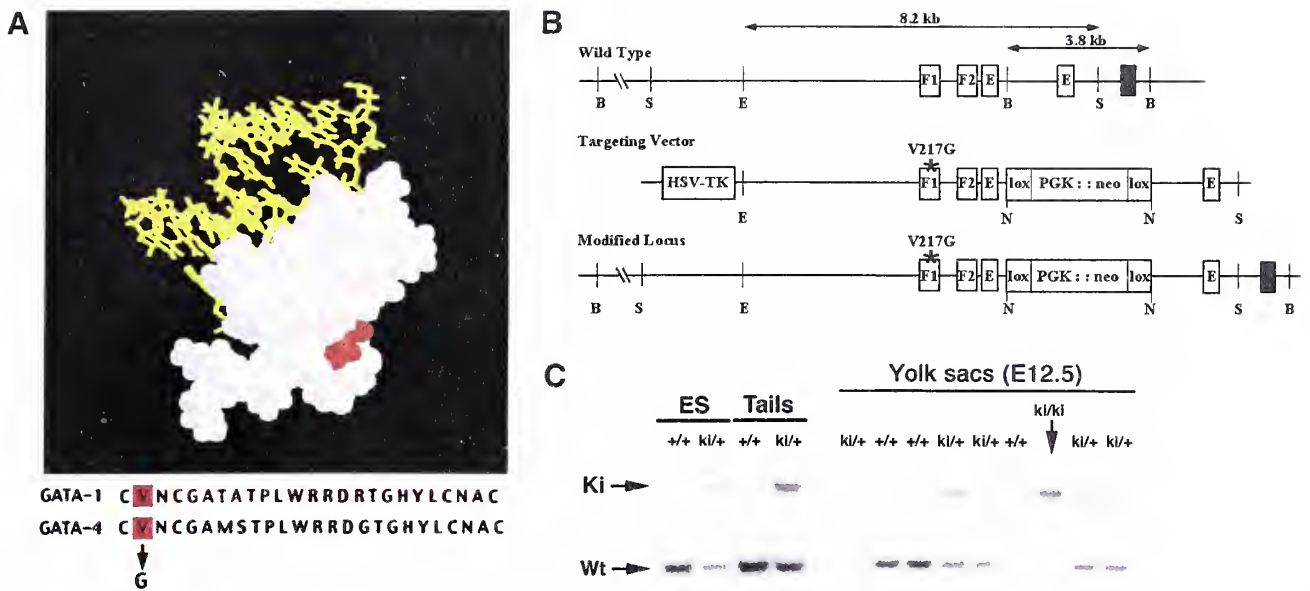 A
GATA-1 C V N C G A T A T P L W R R D R T G H Y L C N A C
GATA-4 C V N C G A M S T P L W R R D G T G H Y L C N A C
G
B
8.2 kb
3.8 kb
Wild Type
F1 F2 E E
B S E B S B
V217G
Targeting Vector
*
HSV-TK F1 F2 E lox PGK : : neo lox E
E N N S
V217G
Modified Locus
*
F1 F2 E lox PGK : : neo lox E
B S E N N S B
C
Yolk sacs (E12.5)
ES Tails
ki/ki
+/+ ki/+ +/+ ki/+ ki/+ +/+ +/+ ki/+ ki/+ +/+ ki/+ ki/+
Ki
Wt